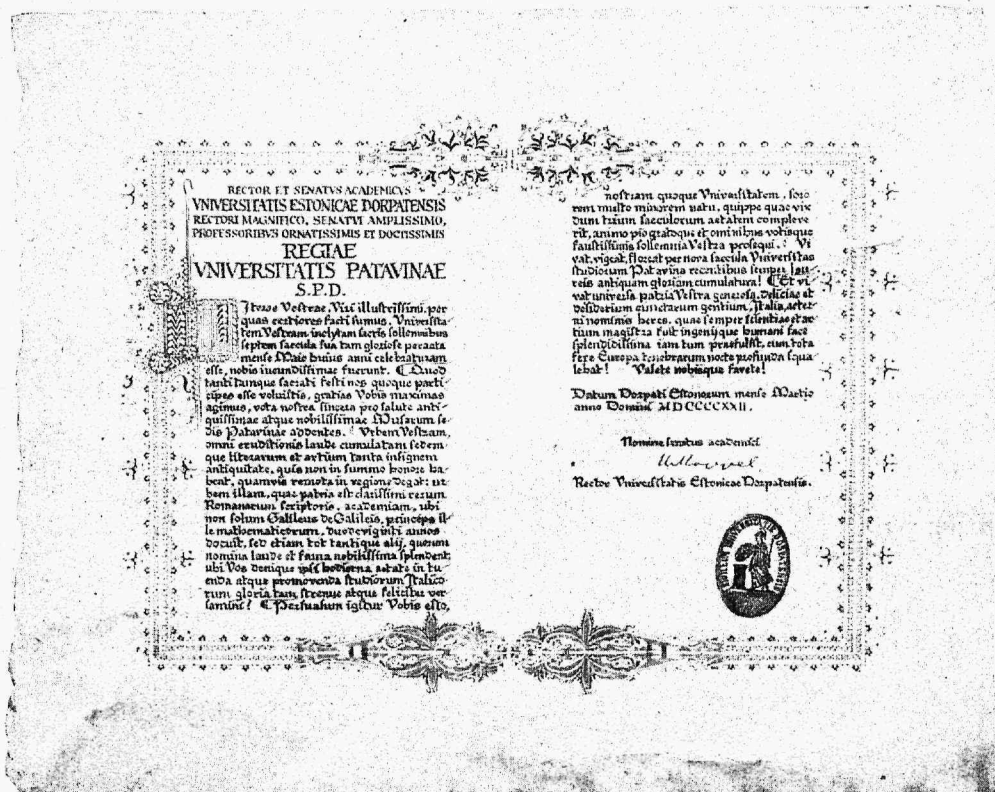 RECTOR ET SENATVS ACADEMICVS
VNIVERSITATIS ESTONICAE DORPATENSIS
RECTORI MAGNIFICO, SENATVI AMPLISSIMO,
PROFESSORIBVS ORNATISSIMIS ET DOCTISSIMIS
REGIAE
VNIVERSITATIS PATAVINAE
S.P.D.
Literae Vestrae, Viri illustrissimi, per
quas certiores facti sumus, Vniversita-
tem Vestram inclytam sacris sollemnibus
septem saecula sua tam gloriose peracta
mense Maio huius anni celebraturam
esse, nobis iucundissimae fuerunt. Quod
tanti tamque sacrati festi nos quoque parti-
cipes esse voluistis, gratias Vobis maximas
agimus, vota nostra sincera pro salute anti-
quissimae atque nobilissimae Musarum se-
dis Patavinae addentes. Vrbem Vestram,
omni eruditionis laude cumulatam sedem-
que literarum et artium tanta insignem
antiquitate, quis non in summo honore ha-
beat, quamvis remota in regione degat: ur-
bem illam, quae patria est clarissimi rerum
Romanarum scriptoris, academiam, ubi
non solum Galileus de Galileis, princeps il-
le mathematicorum, duodeviginti annos
docuit, sed etiam tot tantique alij, quorum
nomina laude et fama nobilissima splendent,
ubi Vos denique ipsi hodierna aetate in tu-
enda atque promovenda studiorum Italico-
rum gloria tam strenue atque feliciter ver-
samini? Persuasum igitur Vobis esto,
nostram quoque Vniversitatem, soro-
rem multo minorem natu, quippe quae vix-
dum trium saeculorum aetatem compleve-
rit, animo pio gratoque et ominibus votisque
faustissimis sollemnia Vestra prosequi. Vi-
vat, vigeat, floreat per nova saecula Vniversitas
studiorum Patavina recentibus semper lau-
reis antiquam gloriam cumulatura! Et vi-
vat universa patria Vestra generosa, deliciae et
desiderium cunctarum gentium, Italia, aeter-
ni nominis heres, quae semper scientiae et ar-
tium magistra fuit ingenijque humani face
splendidissima iam tum praefulsit, cum tota
fere Europa tenebrarum nocte profunda squa-
lebat! Valete nobisque favete!
Datum Dorpati Estonorum mense Martio
anno Domini MDCCCCXXII.
Nomine senatus academici
Rector Vniversitatis Estonicae Dorpatensis.